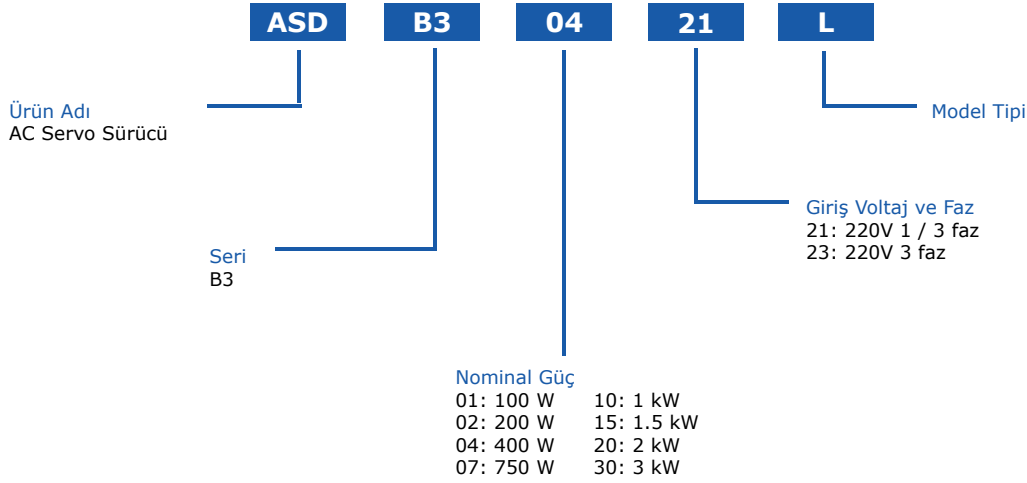 ASD B3 04 21 L
Ürün Adı
AC Servo Sürücü
Model Tipi
Giriş Voltaj ve Faz
21: 220V 1 / 3 faz
23: 220V 3 faz
Seri
B3
Nominal Güç
01: 100 W 10: 1 kW
02: 200 W 15: 1.5 kW
04: 400 W 20: 2 kW
07: 750 W 30: 3 kW